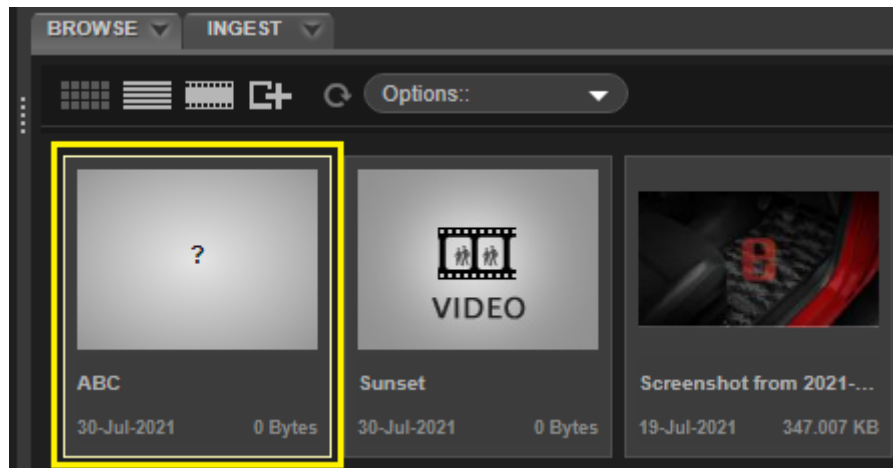 BROWSE INGEST
Options::
?
VIDEO
ABC
30-Jul-2021 0 Bytes
Sunset
30-Jul-2021 0 Bytes
Screenshot from 2021-...
19-Jul-2021 347.007 KB